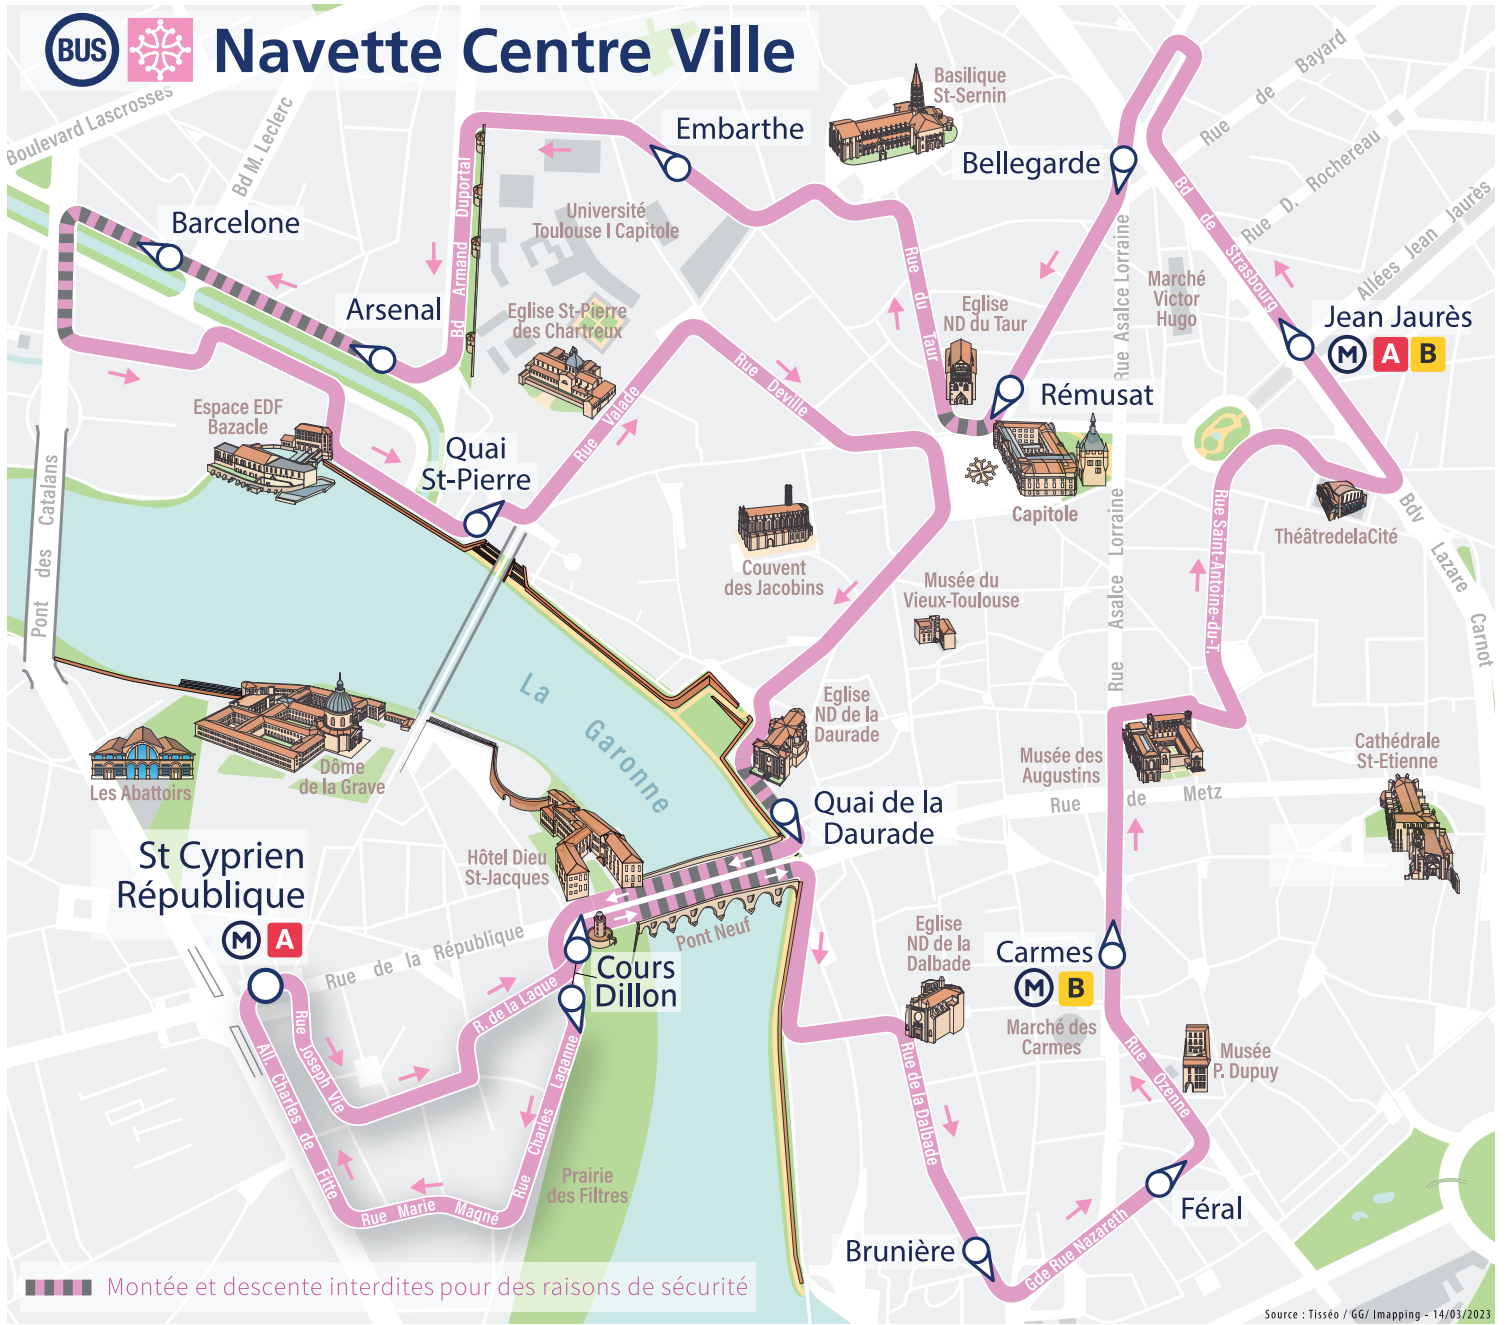 BUS
Navette Centre Ville
Boulevard Lascrosses
Bd M. Leclerc
Embarthe
Basilique
St-Sernin
Bellegarde
Rue de Bayard
Rue D. Rochereau
Allées Jean Jaurès
Barcelone
Arsenal
Bd Armand Duportal
Université
Toulouse I Capitole
Eglise St-Pierre
des Chartreux
Rue du Taur
Eglise
ND du Taur
Rue Asalce Lorraine
Marché
Victor
Hugo
Bd de Strasbourg
Jean Jaurès
M A B
Rémusat
Espace EDF
Bazacle
Quai
St-Pierre
Rue Valade
Rue Deville
Capitole
Couvent
des Jacobins
Musée du
Vieux-Toulouse
Rue Asalce Lorraine
Rue Saint-Antoine-du-T.
ThéâtredelaCité
Bdv Lazare Carnot
Pont des Catalans
La Garonne
Les Abattoirs
Dôme
de la Grave
Eglise
ND de la
Daurade
Quai de la
Daurade
Musée des
Augustins
Rue de Metz
Cathédrale
St-Etienne
St Cyprien
République
M A
Hôtel Dieu
St-Jacques
Pont Neuf
Rue de la République
Cours
Dillon
R. de la Laque
Rue Joseph Vie
All. Charles de Fitte
Rue Marie Magné
Rue Charles Laganne
Prairie
des Filtres
Eglise
ND de la
Dalbade
Rue de la Dalbade
Carmes
M B
Marché des
Carmes
Rue Ozenne
Musée
P. Dupuy
Féral
Gde Rue Nazareth
Brunière
Montée et descente interdites pour des raisons de sécurité
Source : Tisséo / GG/ Imapping - 14/03/2023